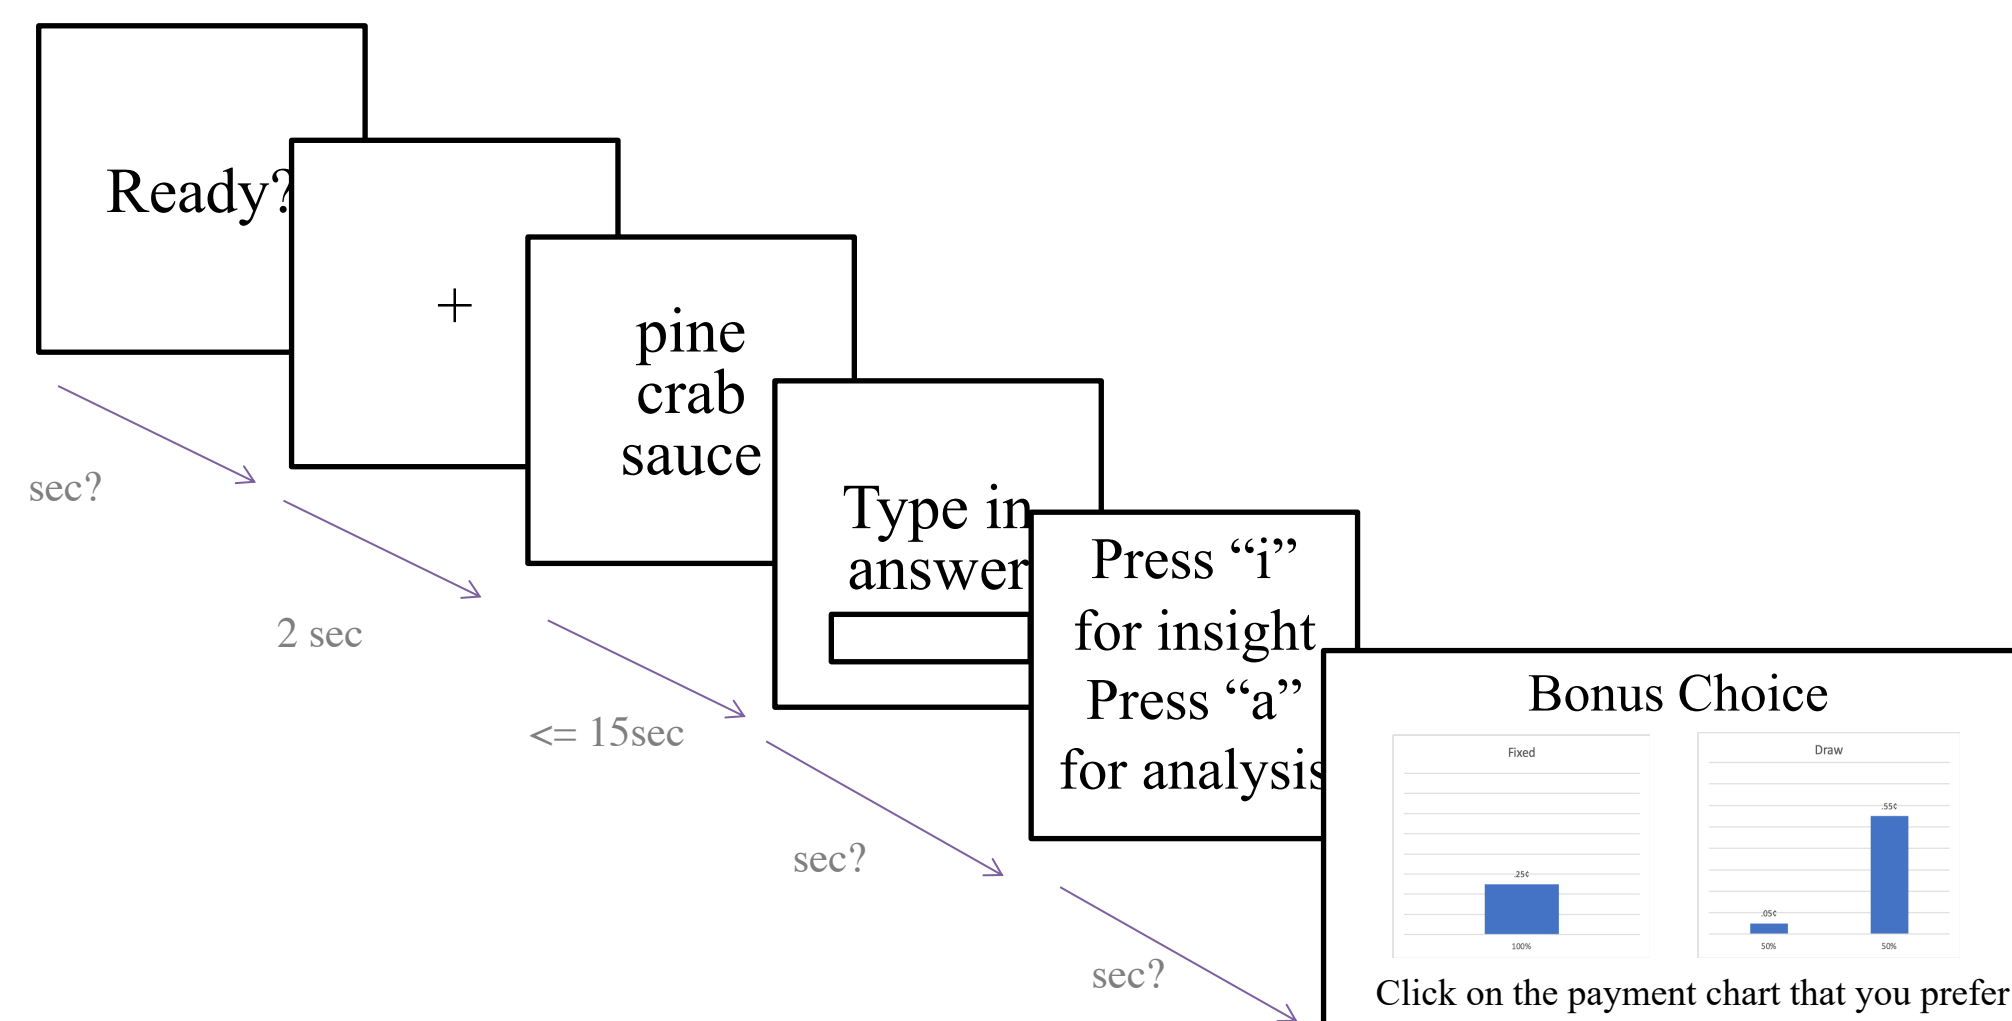 Ready?
+
pine
crab
sauce
Type in
answer
Press “i”
for insight
Press “a”
for analysis
Bonus Choice
Fixed
.25¢
100%
Draw
.55¢
.05¢
50%
50%
Click on the payment chart that you prefer
sec?
2 sec
<= 15sec
sec?
sec?